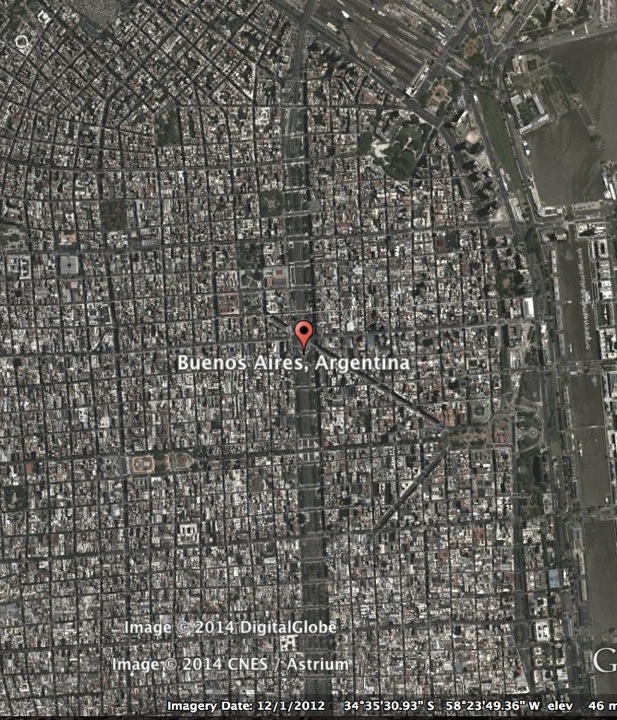 Buenos Aires, Argentina
Image © 2014 DigitalGlobe
Image © 2014 CNES / Astrium
G
Imagery Date: 12/1/2012 34°35'30.93" S 58°23'49.36" W elev 46 m